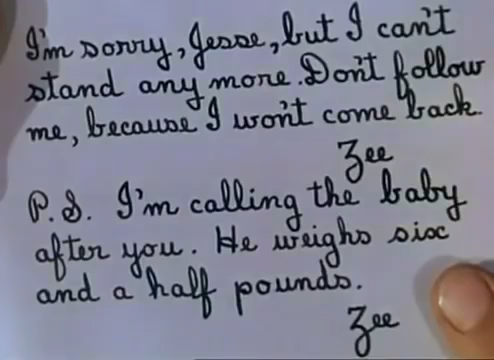 I'm sorry, Jesse, but I can't
stand any more. Don't follow
me, because I won't come back.
Zee
P.S. I'm calling the baby
after you. He weighs six
and a half pounds.
Zee